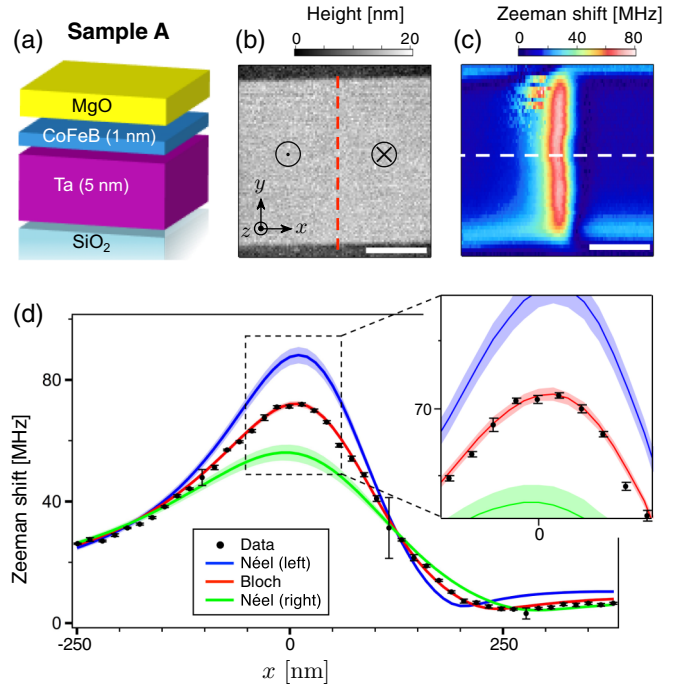 (a)
Sample A
MgO
CoFeB (1 nm)
Ta (5 nm)
SiO₂
(b)
Height [nm]
0 20
y
z x
(c)
Zeeman shift [MHz]
0 40 80
(d)
Zeeman shift [MHz]
80
40
0
-250 0 250
x [nm]
Data
Néel (left)
Bloch
Néel (right)
70
0